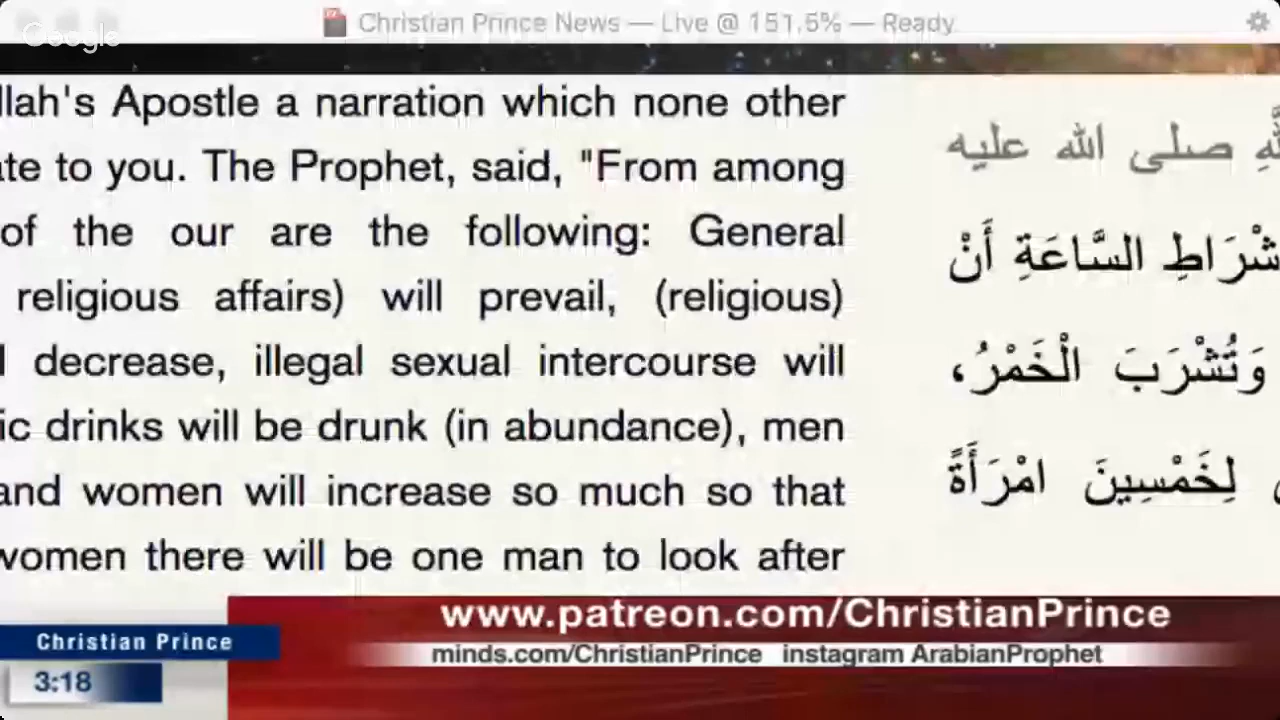 Google
Christian Prince News — Live @ 151.5% — Ready
llah's Apostle a narration which none other
ate to you. The Prophet, said, "From among
of the our are the following: General
religious affairs) will prevail, (religious)
l decrease, illegal sexual intercourse will
ic drinks will be drunk (in abundance), men
and women will increase so much so that
women there will be one man to look after
صلى الله عليه
شْرَاطِ السَّاعَةِ أَنْ
وَتُشْرَبَ الْخَمْرُ،
لِخَمْسِينَ امْرَأَةً
www.patreon.com/ChristianPrince
Christian Prince
minds.com/ChristianPrince instagram ArabianProphet
3:18